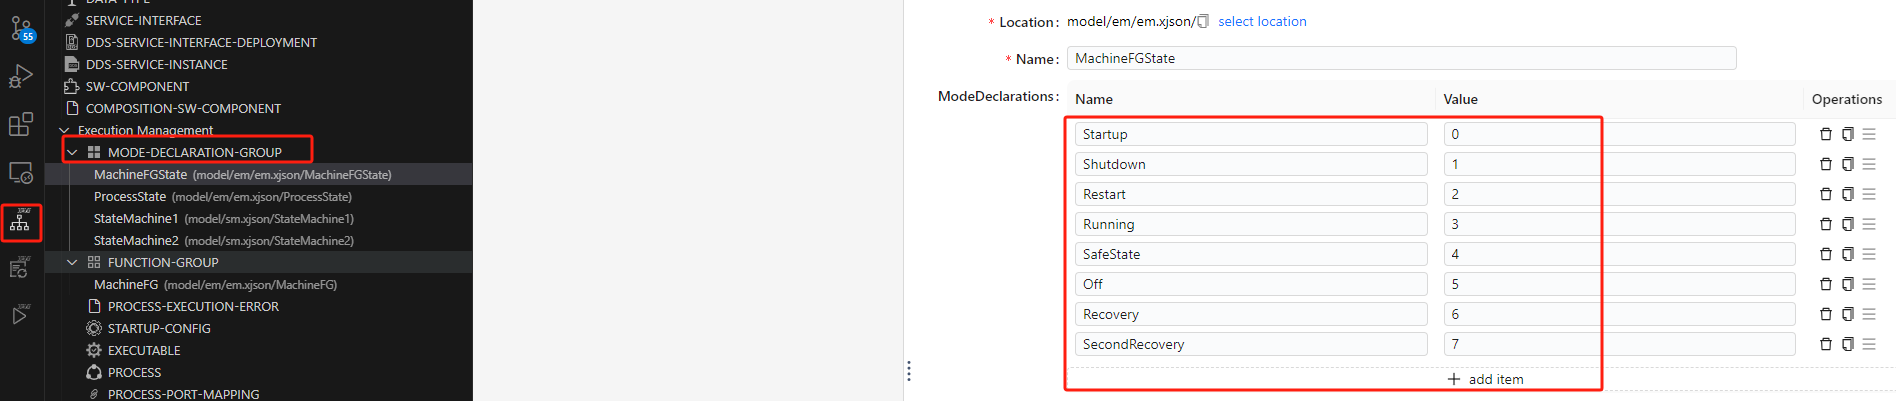 DATA-TYPE
SERVICE-INTERFACE
DDS-SERVICE-INTERFACE-DEPLOYMENT
DDS-SERVICE-INSTANCE
SW-COMPONENT
COMPOSITION-SW-COMPONENT
Execution Management
MODE-DECLARATION-GROUP
MachineFGState (model/em/em.xjson/MachineFGState)
ProcessState (model/em/em.xjson/ProcessState)
StateMachine1 (model/sm.xjson/StateMachine1)
StateMachine2 (model/sm.xjson/StateMachine2)
FUNCTION-GROUP
MachineFG (model/em/em.xjson/MachineFG)
PROCESS-EXECUTION-ERROR
STARTUP-CONFIG
EXECUTABLE
PROCESS
PROCESS-PORT-MAPPING
55
* Location: model/em/em.xjson/ select location
* Name: MachineFGState
ModeDeclarations: Name Value Operations
Startup 0
Shutdown 1
Restart 2
Running 3
SafeState 4
Off 5
Recovery 6
SecondRecovery 7
+ add item